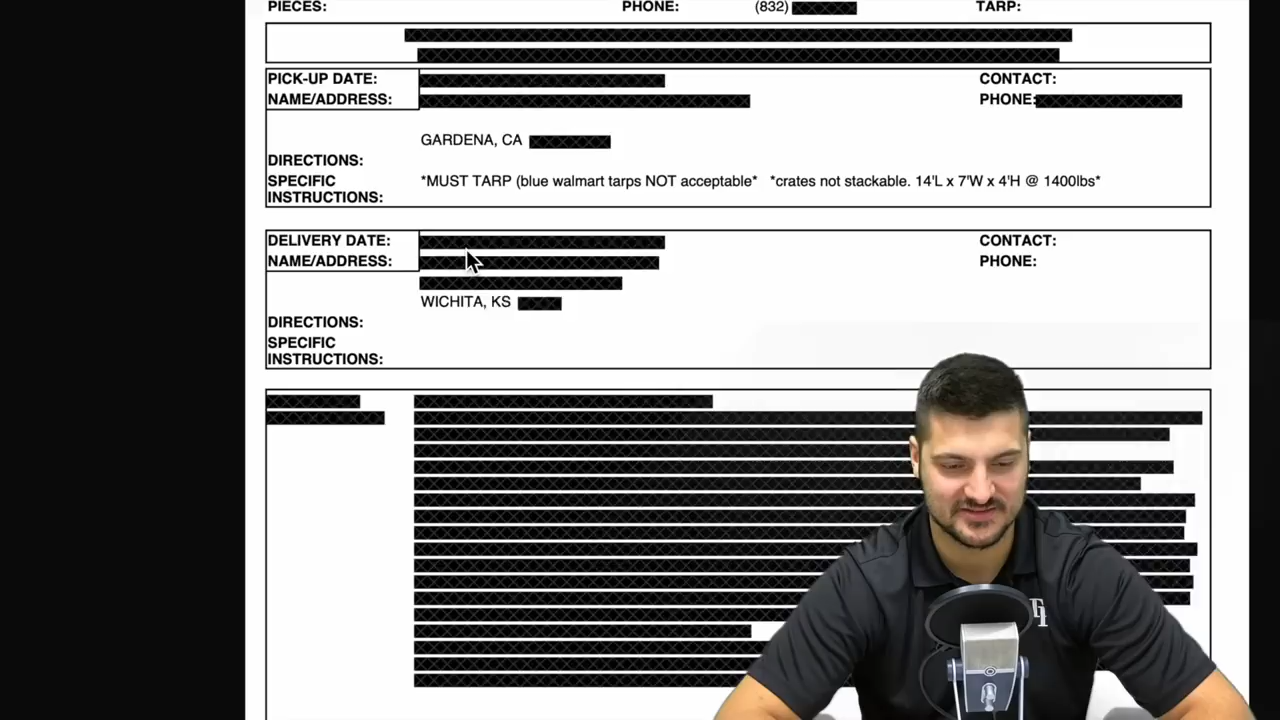 PIECES: PHONE: (832) TARP:
PICK-UP DATE: CONTACT:
NAME/ADDRESS: PHONE:
GARDENA, CA
DIRECTIONS:
SPECIFIC INSTRUCTIONS: *MUST TARP (blue walmart tarps NOT acceptable* *crates not stackable. 14'L x 7'W x 4'H @ 1400lbs*
DELIVERY DATE: CONTACT:
NAME/ADDRESS: PHONE:
WICHITA, KS
DIRECTIONS:
SPECIFIC
INSTRUCTIONS: